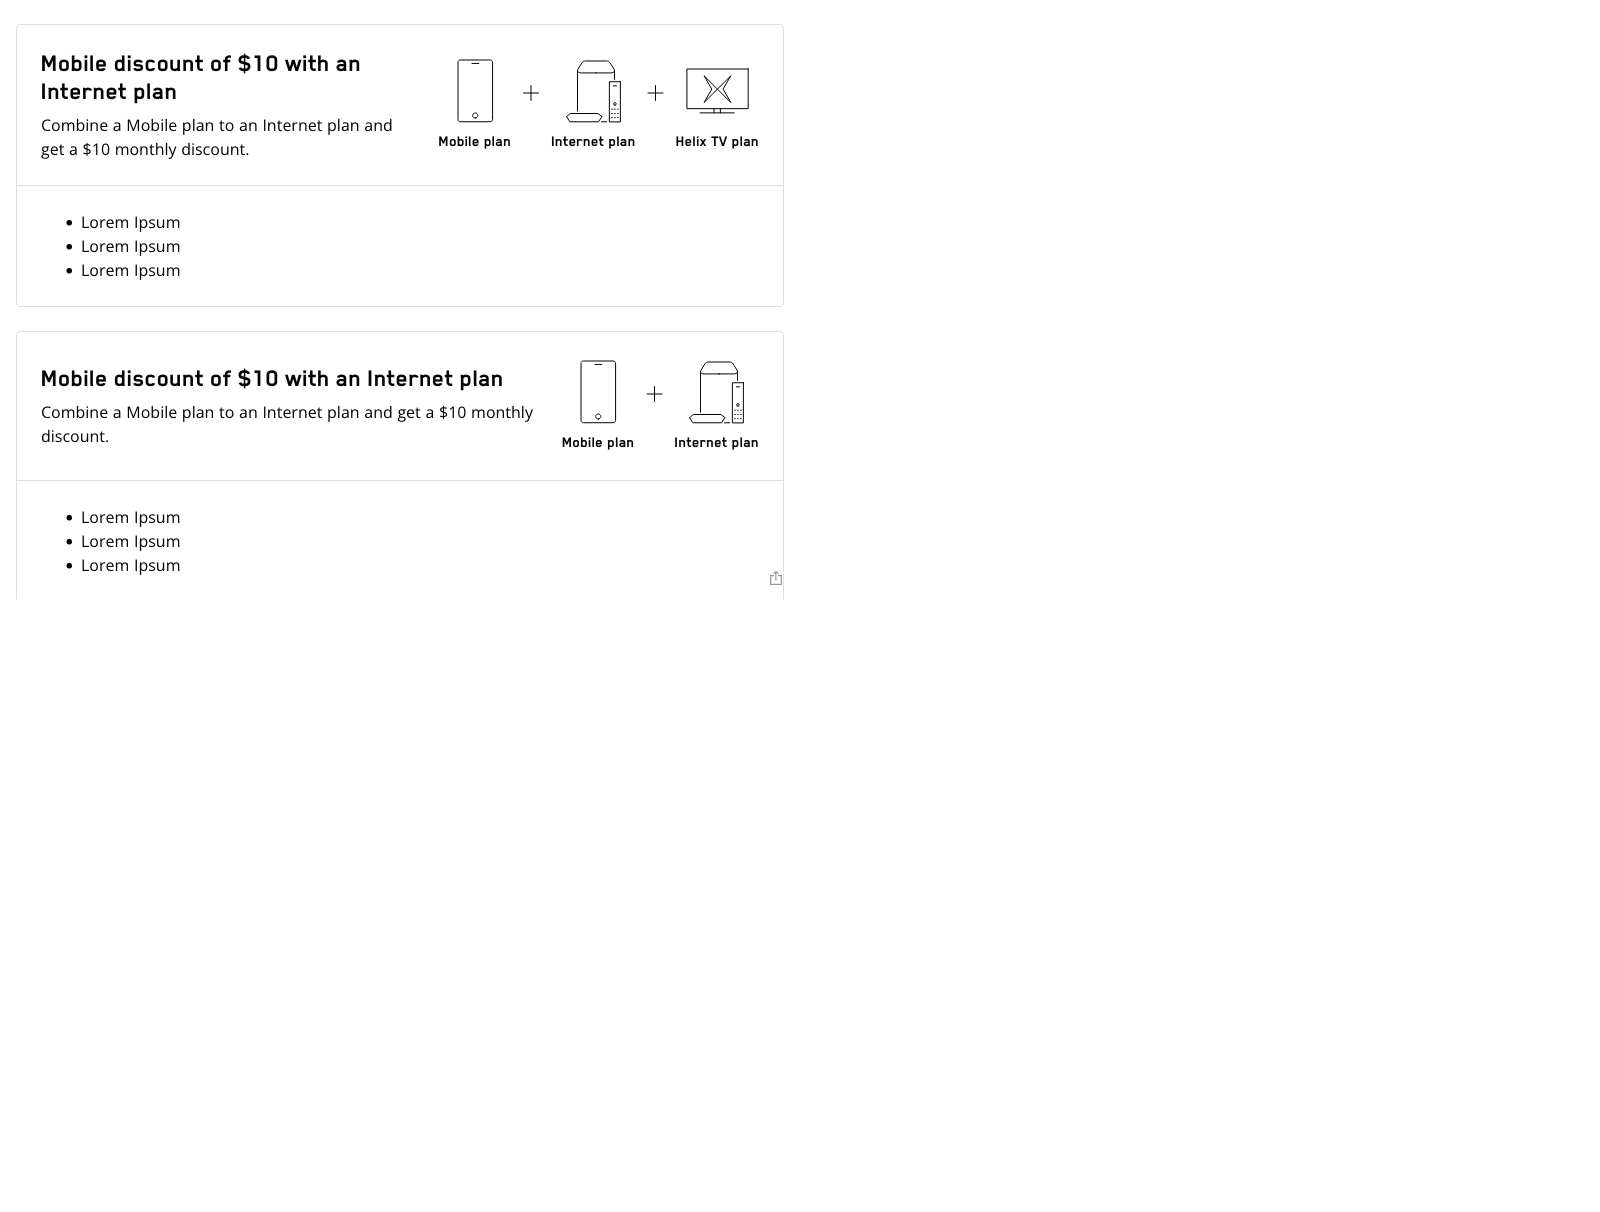 Mobile discount of $10 with an
Internet plan
Combine a Mobile plan to an Internet plan and
get a $10 monthly discount.
Mobile plan + Internet plan + Helix TV plan
• Lorem Ipsum
• Lorem Ipsum
• Lorem Ipsum
Mobile discount of $10 with an Internet plan
Combine a Mobile plan to an Internet plan and get a $10 monthly
discount.
Mobile plan + Internet plan
• Lorem Ipsum
• Lorem Ipsum
• Lorem Ipsum